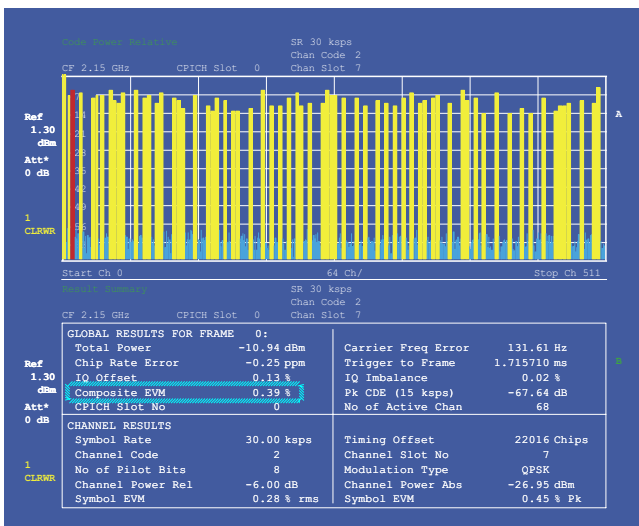 Code Power Relative SR 30 ksps
Chan Code 2
CF 2.15 GHz CPICH Slot 0 Chan Slot 7
Ref
1.30
dBm
Att*
0 dB
1
CLRWR
7
14
21
28
35
42
49
56
A
Start Ch 0 64 Ch/ Stop Ch 511
Result Summary SR 30 ksps
Chan Code 2
CF 2.15 GHz CPICH Slot 0 Chan Slot 7
Ref
1.30
dBm
Att*
0 dB
1
CLRWR
B
GLOBAL RESULTS FOR FRAME 0:
Total Power -10.94 dBm Carrier Freq Error 131.61 Hz
Chip Rate Error -0.25 ppm Trigger to Frame 1.715710 ms
IQ Offset 0.13 % IQ Imbalance 0.02 %
Composite EVM 0.39 % Pk CDE (15 ksps) -67.64 dB
CPICH Slot No 0 No of Active Chan 68
CHANNEL RESULTS
Symbol Rate 30.00 ksps Timing Offset 22016 Chips
Channel Code 2 Channel Slot No 7
No of Pilot Bits 8 Modulation Type QPSK
Channel Power Rel -6.00 dB Channel Power Abs -26.95 dBm
Symbol EVM 0.28 % rms Symbol EVM 0.45 % Pk